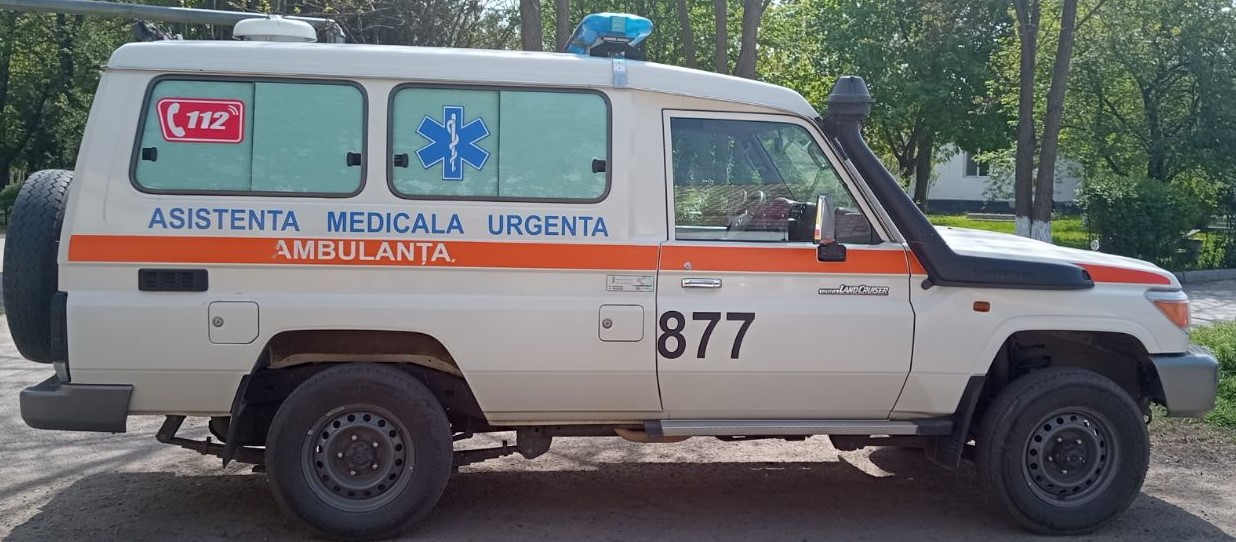 112
ASISTENTA MEDICALA URGENTA
AMBULANȚA
LAND CRUISER
877